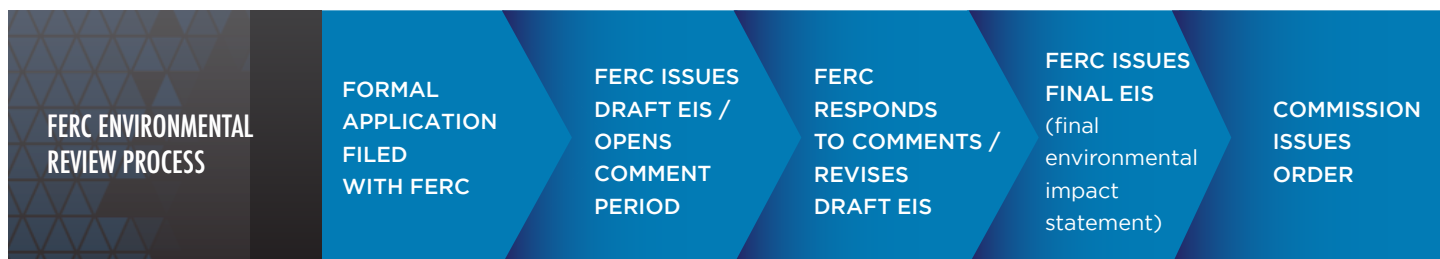 FERC ENVIRONMENTAL
REVIEW PROCESS
FORMAL
APPLICATION
FILED
WITH FERC
FERC ISSUES
DRAFT EIS /
OPENS
COMMENT
PERIOD
FERC
RESPONDS
TO COMMENTS /
REVISES
DRAFT EIS
FERC ISSUES
FINAL EIS
(final
environmental
impact
statement)
COMMISSION
ISSUES
ORDER